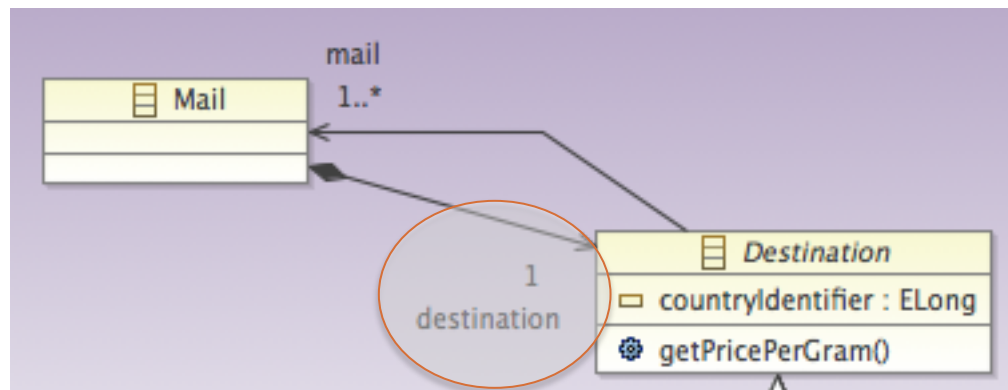 mail
1..*
Mail
1
destination
Destination
countryIdentifier : ELong
getPricePerGram()